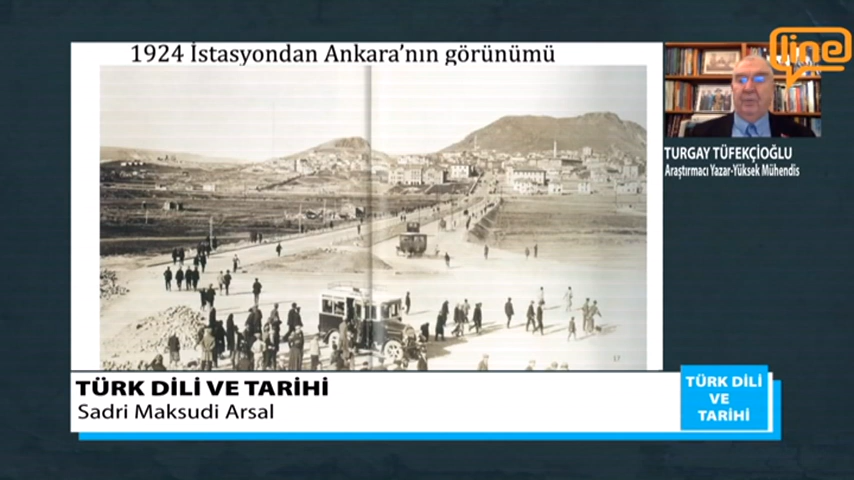 1924 İstasyondan Ankara'nın görünümü
line
TURGAY TÜFEKÇİOĞLU
Araştırmacı Yazar-Yüksek Mühendis
TÜRK DİLİ VE TARİHİ
Sadri Maksudi Arsal
TÜRK DİLİ
VE
TARİHİ